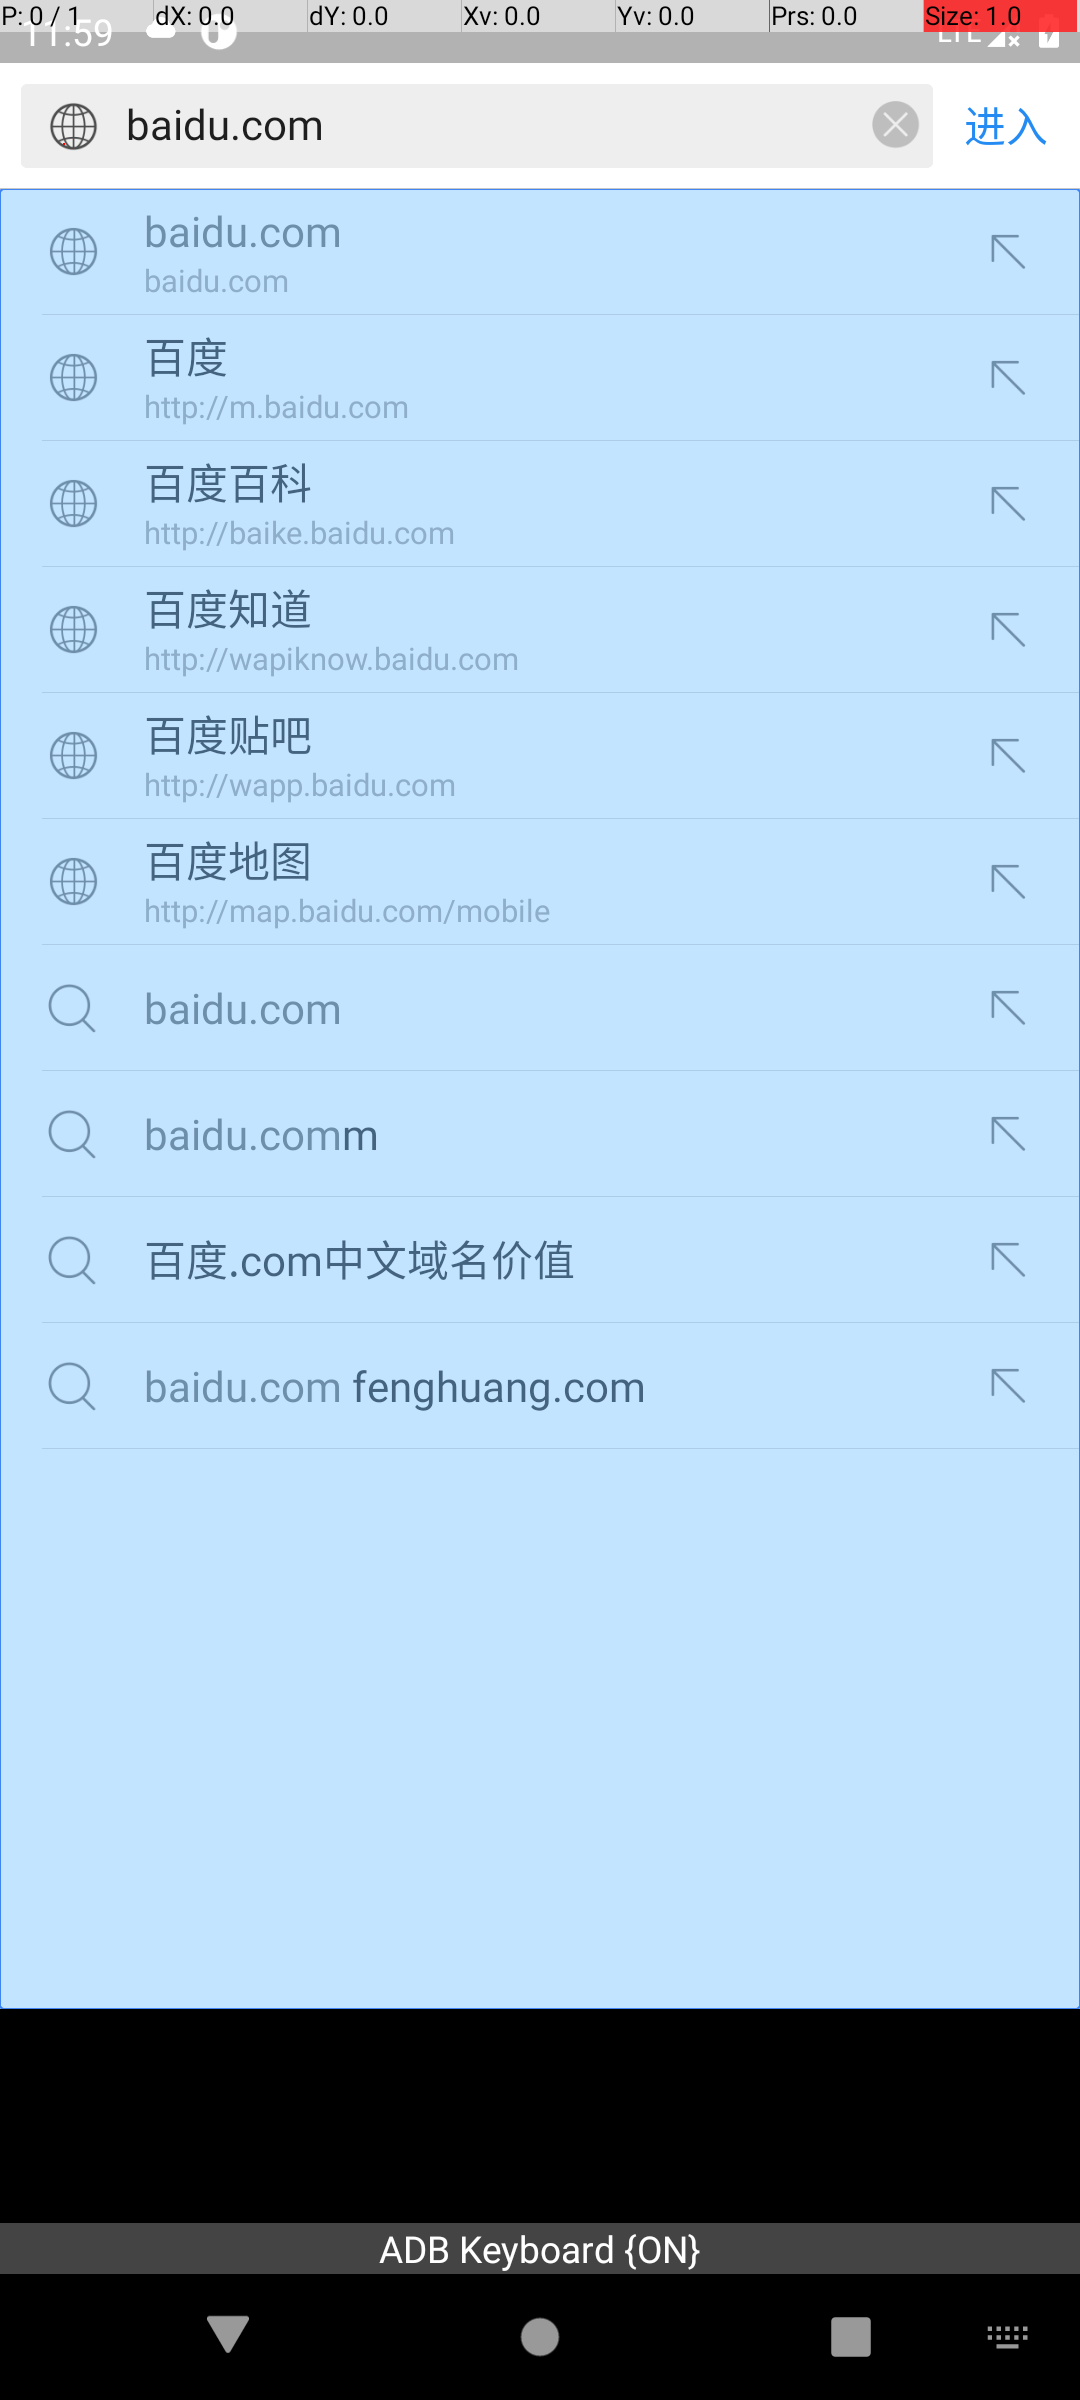 P: 0 / 1 dX: 0.0 dY: 0.0 Xv: 0.0 Yv: 0.0 Prs: 0.0 Size: 1.0
11:59 LTE
baidu.com 进入
baidu.com
baidu.com
百度
http://m.baidu.com
百度百科
http://baike.baidu.com
百度知道
http://wapiknow.baidu.com
百度贴吧
http://wapp.baidu.com
百度地图
http://map.baidu.com/mobile
baidu.com
baidu.comm
百度.com中文域名价值
baidu.com fenghuang.com
ADB Keyboard {ON}